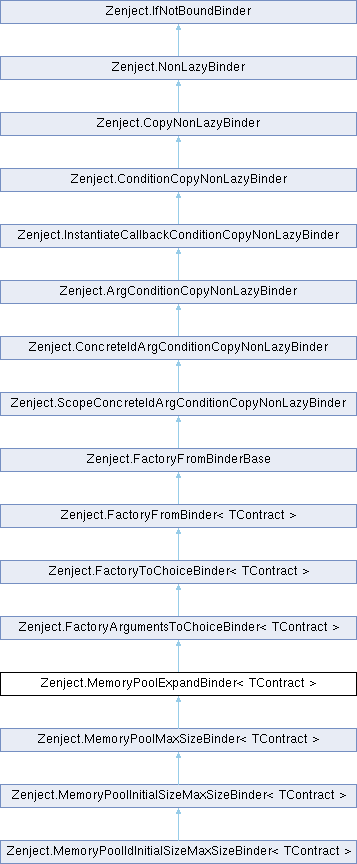 Zenject.IfNotBoundBinder
Zenject.NonLazyBinder
Zenject.CopyNonLazyBinder
Zenject.ConditionCopyNonLazyBinder
Zenject.InstantiateCallbackConditionCopyNonLazyBinder
Zenject.ArgConditionCopyNonLazyBinder
Zenject.ConcreteIdArgConditionCopyNonLazyBinder
Zenject.ScopeConcreteIdArgConditionCopyNonLazyBinder
Zenject.FactoryFromBinderBase
Zenject.FactoryFromBinder< TContract >
Zenject.FactoryToChoiceBinder< TContract >
Zenject.FactoryArgumentsToChoiceBinder< TContract >
Zenject.MemoryPoolExpandBinder< TContract >
Zenject.MemoryPoolMaxSizeBinder< TContract >
Zenject.MemoryPoolInitialSizeMaxSizeBinder< TContract >
Zenject.MemoryPoolIdInitialSizeMaxSizeBinder< TContract >